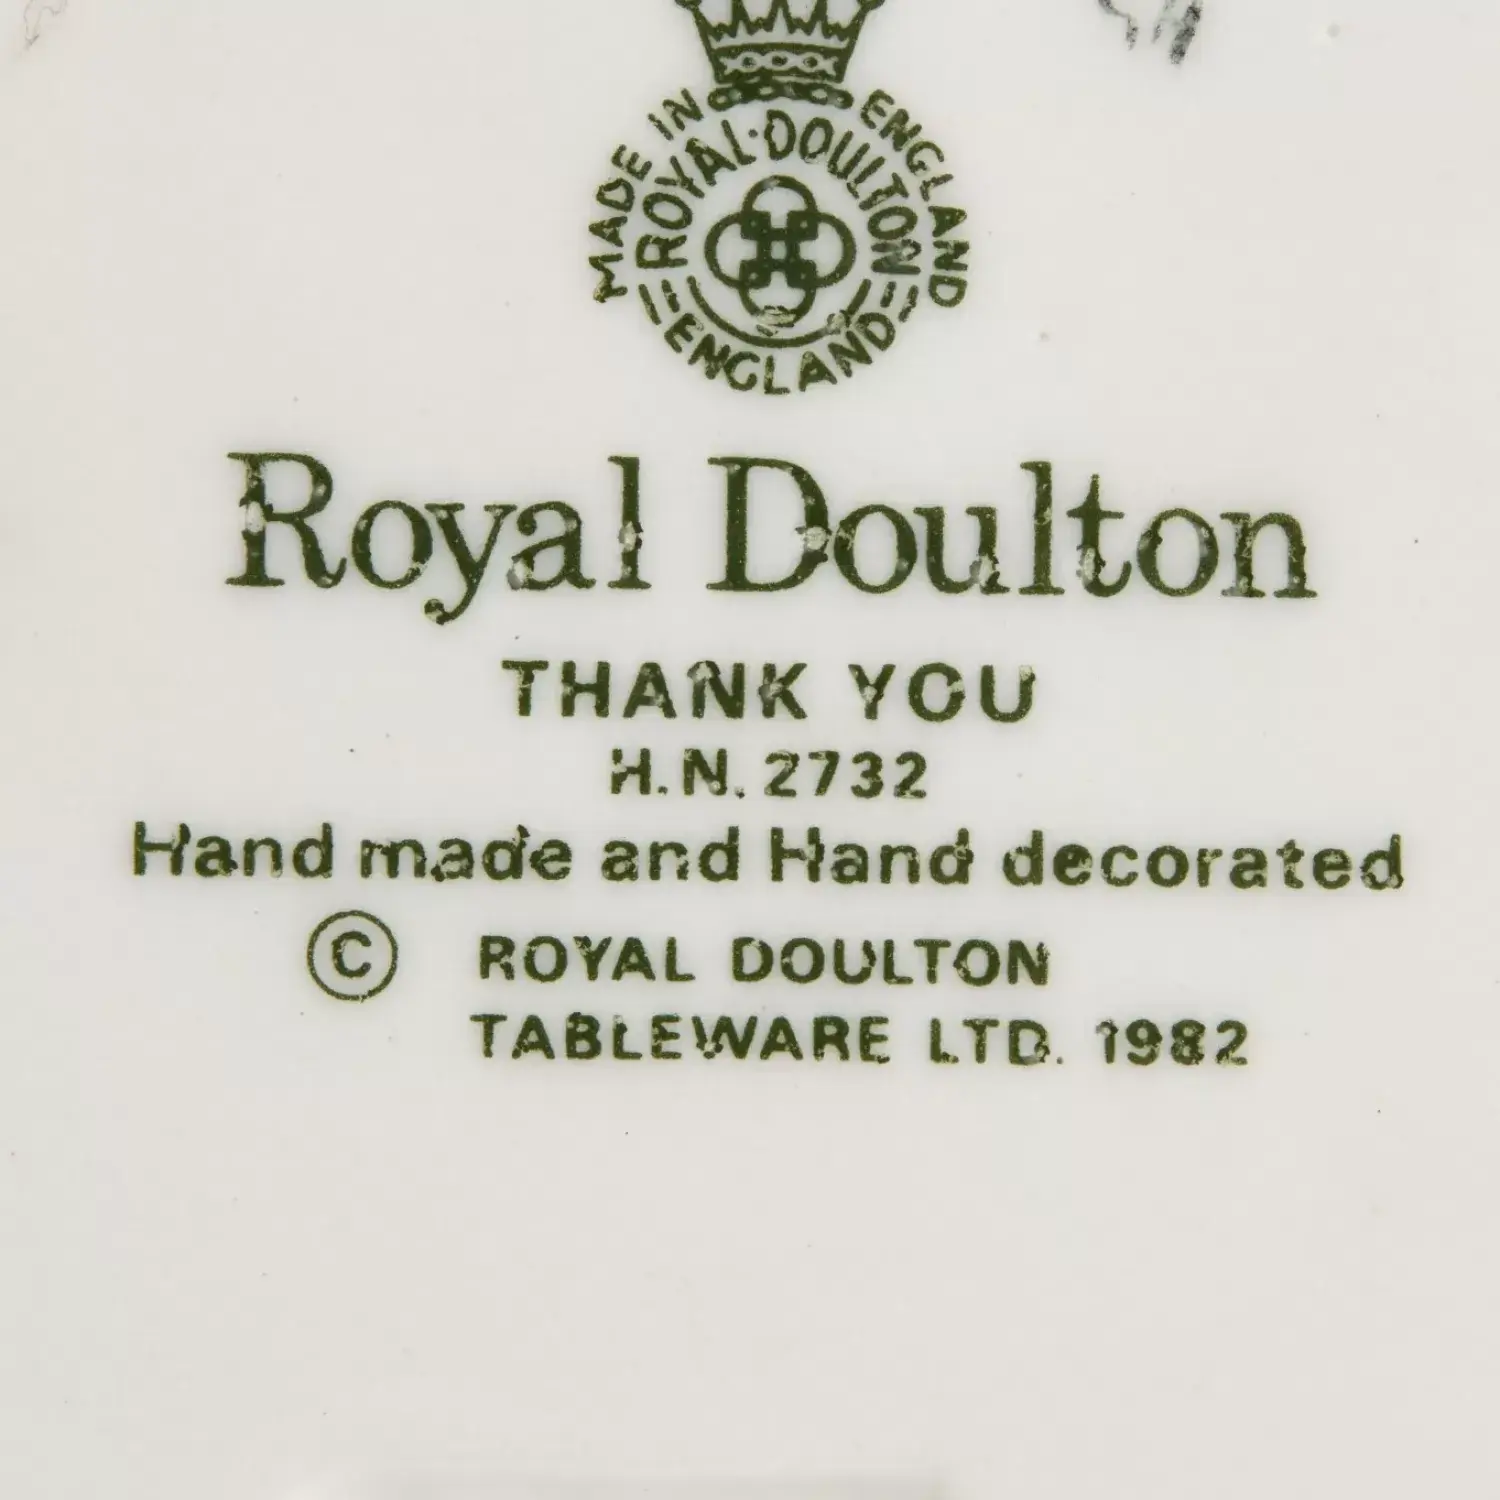 MADE IN ENGLAND
ROYAL·DOULTON
ENGLAND
Royal Doulton
THANK YOU
H.N. 2732
Hand made and Hand decorated
© ROYAL DOULTON
TABLEWARE LTD. 1982